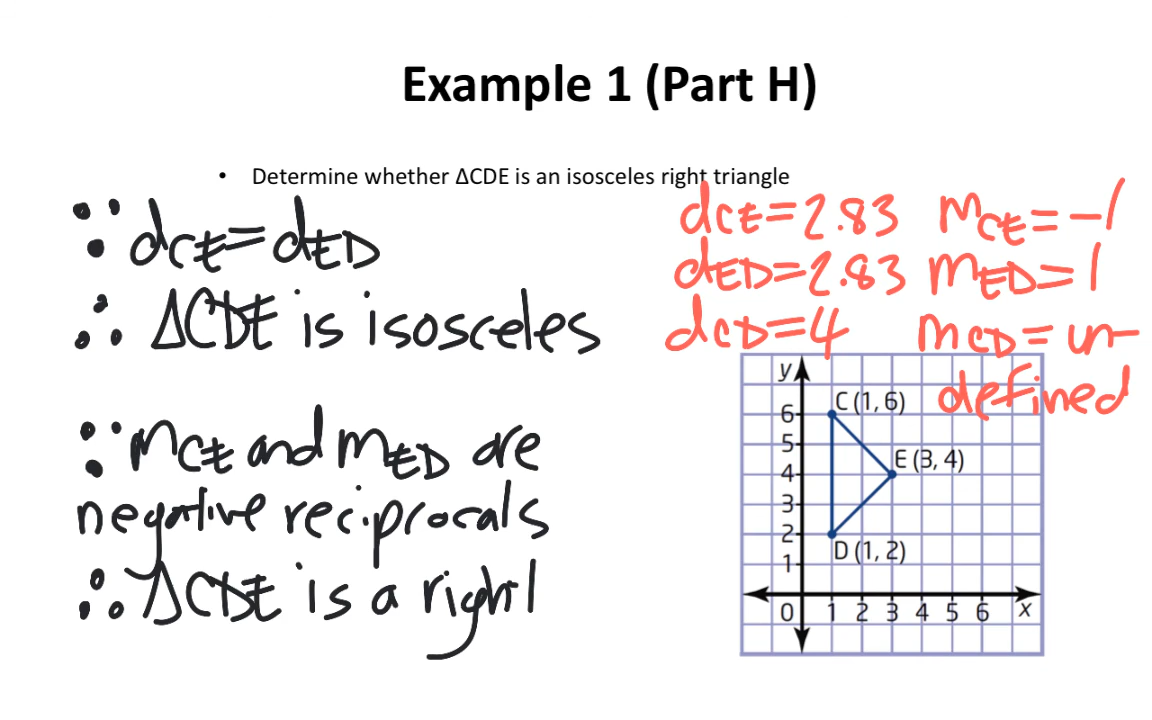 Example 1 (Part H)
• Determine whether ΔCDE is an isosceles right triangle
∵ dCE=dED
∴ ΔCDE is isosceles
∵ mCE and mED are
negative reciprocals
∴ ΔCDE is a right
dCE=2.83 mCE=-1
dED=2.83 mED=1
dCD=4 mCD=un-
defined
y
6
5
4
3
2
1
C (1, 6)
E (3, 4)
D (1, 2)
0 1 2 3 4 5 6 x